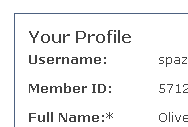 Your Profile
Username: spaz
Member ID: 5712
Full Name:* Olive